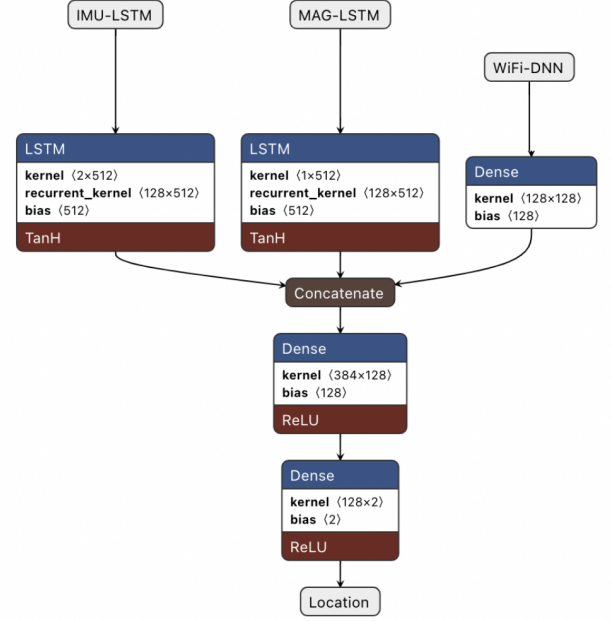 IMU-LSTM
MAG-LSTM
WiFi-DNN
LSTM
kernel ⟨2×512⟩
recurrent_kernel ⟨128×512⟩
bias ⟨512⟩
TanH
LSTM
kernel ⟨1×512⟩
recurrent_kernel ⟨128×512⟩
bias ⟨512⟩
TanH
Dense
kernel ⟨128×128⟩
bias ⟨128⟩
Concatenate
Dense
kernel ⟨384×128⟩
bias ⟨128⟩
ReLU
Dense
kernel ⟨128×2⟩
bias ⟨2⟩
ReLU
Location